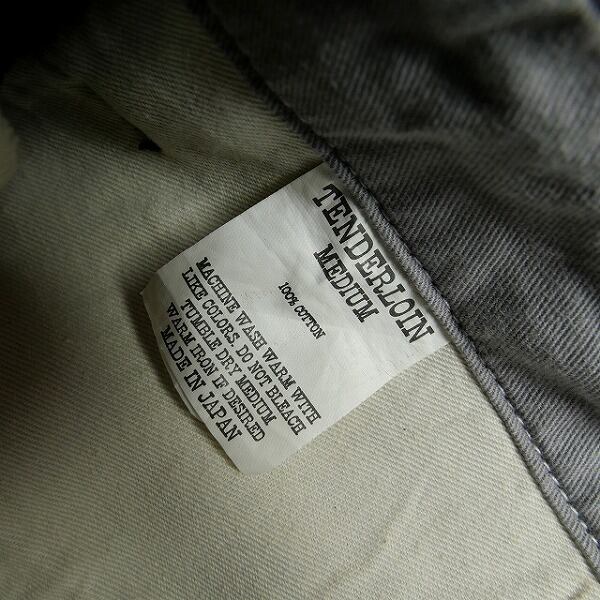 TENDERLOIN
MEDIUM
100% COTTON
MACHINE WASH WARM WITH
LIKE COLORS. DO NOT BLEACH
TUMBLE DRY MEDIUM
WARM IRON IF DESIRED
MADE IN JAPAN